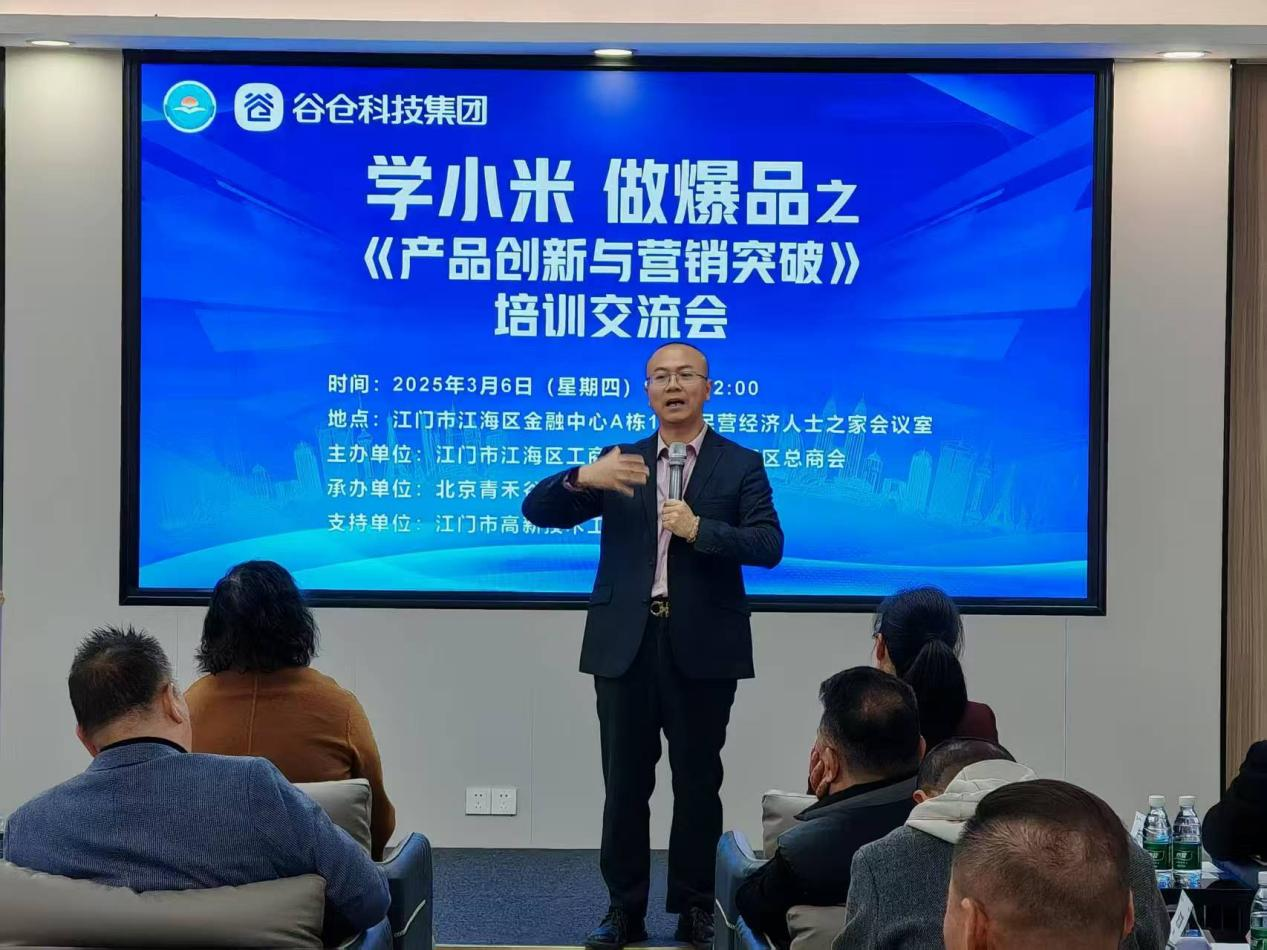 谷 谷仓科技集团
学小米 做爆品之
《产品创新与营销突破》
培训交流会
时间：2025年3月6日（星期四） 2:00
地点：江门市江海区金融中心A栋1 民营经济人士之家会议室
主办单位：江门市江海区工商 区总商会
承办单位：北京青禾谷
支持单位：江门市高新技术工